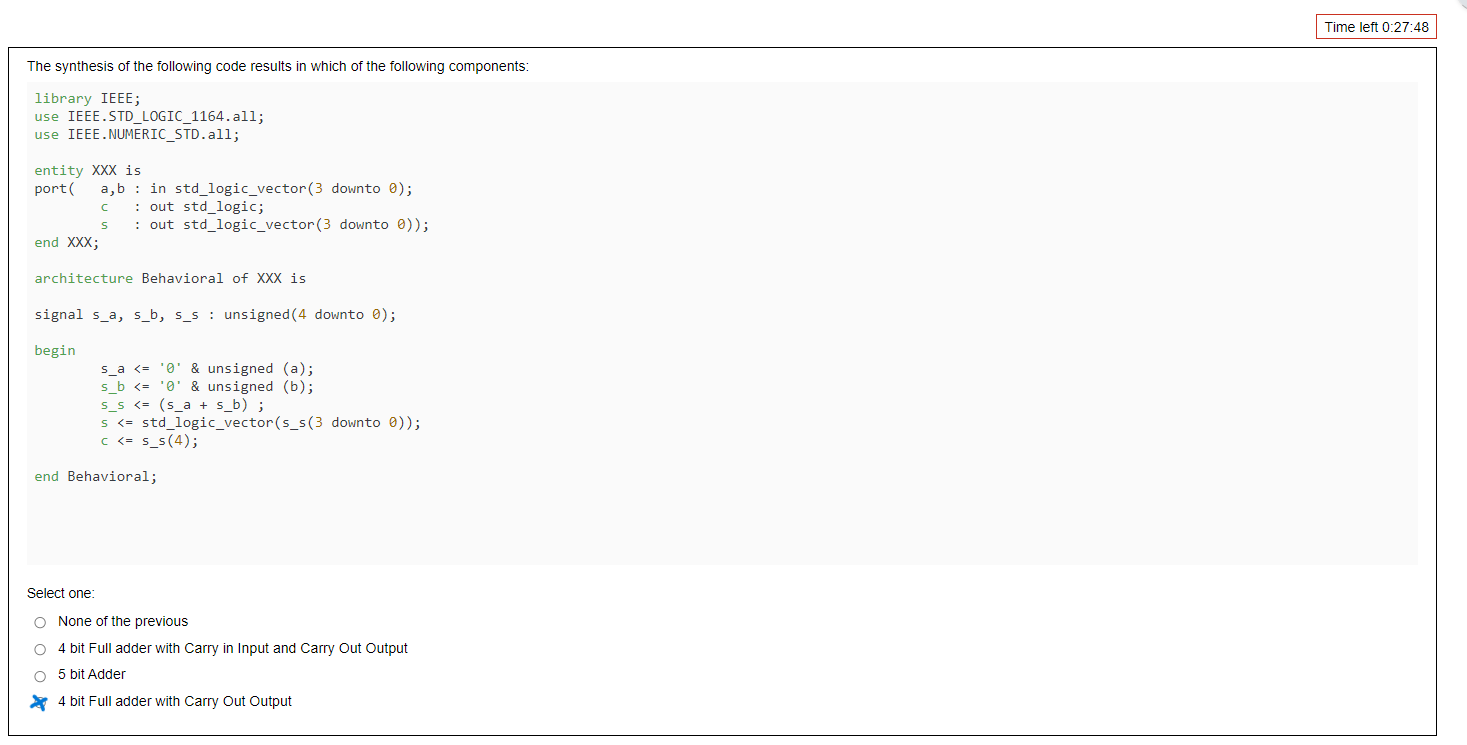 Time left 0:27:48
The synthesis of the following code results in which of the following components:
library IEEE;
use IEEE.STD_LOGIC_1164.all;
use IEEE.NUMERIC_STD.all;
entity XXX is
port(   a,b : in std_logic_vector(3 downto 0);
        c   : out std_logic;
        s   : out std_logic_vector(3 downto 0));
end XXX;
architecture Behavioral of XXX is
signal s_a, s_b, s_s : unsigned(4 downto 0);
begin
        s_a <= '0' & unsigned (a);
        s_b <= '0' & unsigned (b);
        s_s <= (s_a + s_b) ;
        s <= std_logic_vector(s_s(3 downto 0));
        c <= s_s(4);
end Behavioral;
Select one:
None of the previous
4 bit Full adder with Carry in Input and Carry Out Output
5 bit Adder
4 bit Full adder with Carry Out Output